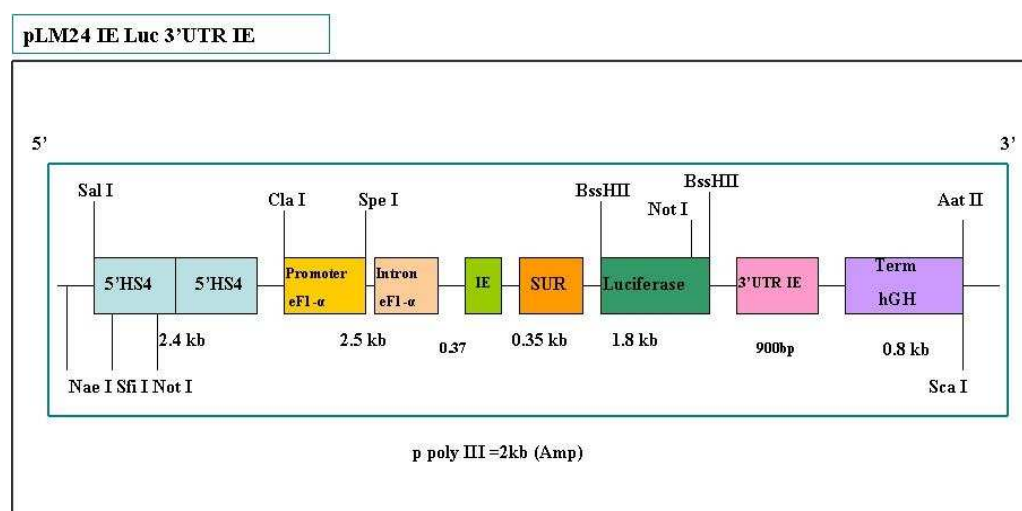 pLM24 IE Luc 3'UTR IE
5'
3'
Sal I
Cla I
Spe I
BssHII
Not I
BssHII
Aat II
5'HS4
5'HS4
Promoter
eF1-α
Intron
eF1-α
IE
SUR
Luciferase
3'UTR IE
Term
hGH
2.4 kb
2.5 kb
0.37
0.35 kb
1.8 kb
900bp
0.8 kb
Nae I
Sfi I
Not I
Sca I
p poly III =2kb (Amp)